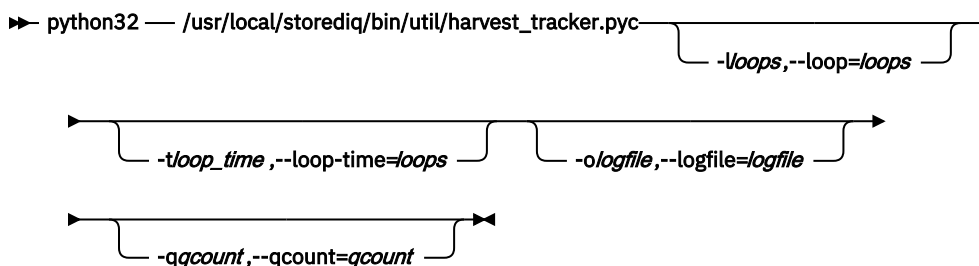 python32 /usr/local/storediq/bin/util/harvest_tracker.pyc
-lloops,--loop=loops
-tloop_time ,--loop-time=loops
-ologfile,--logfile=logfile
-qqcount,--qcount=qcount